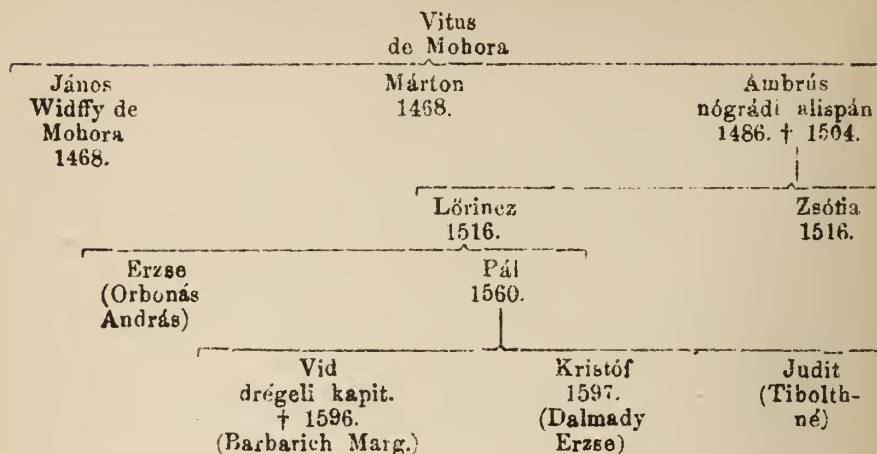 Vitus
de Mohora
János
Widffy de
Mohora
1468.
Márton
1468.
Ambrús
nógrádi alispán
1486. † 1504.
Lőrincz
1516.
Zsófia
1516.
Erzse
(Orbonás
András)
Pál
1560.
Vid
drégeli kapit.
† 1596.
(Barbarich Marg.)
Kristóf
1597.
(Dalmady
Erzse)
Judit
(Tibolth-
né)